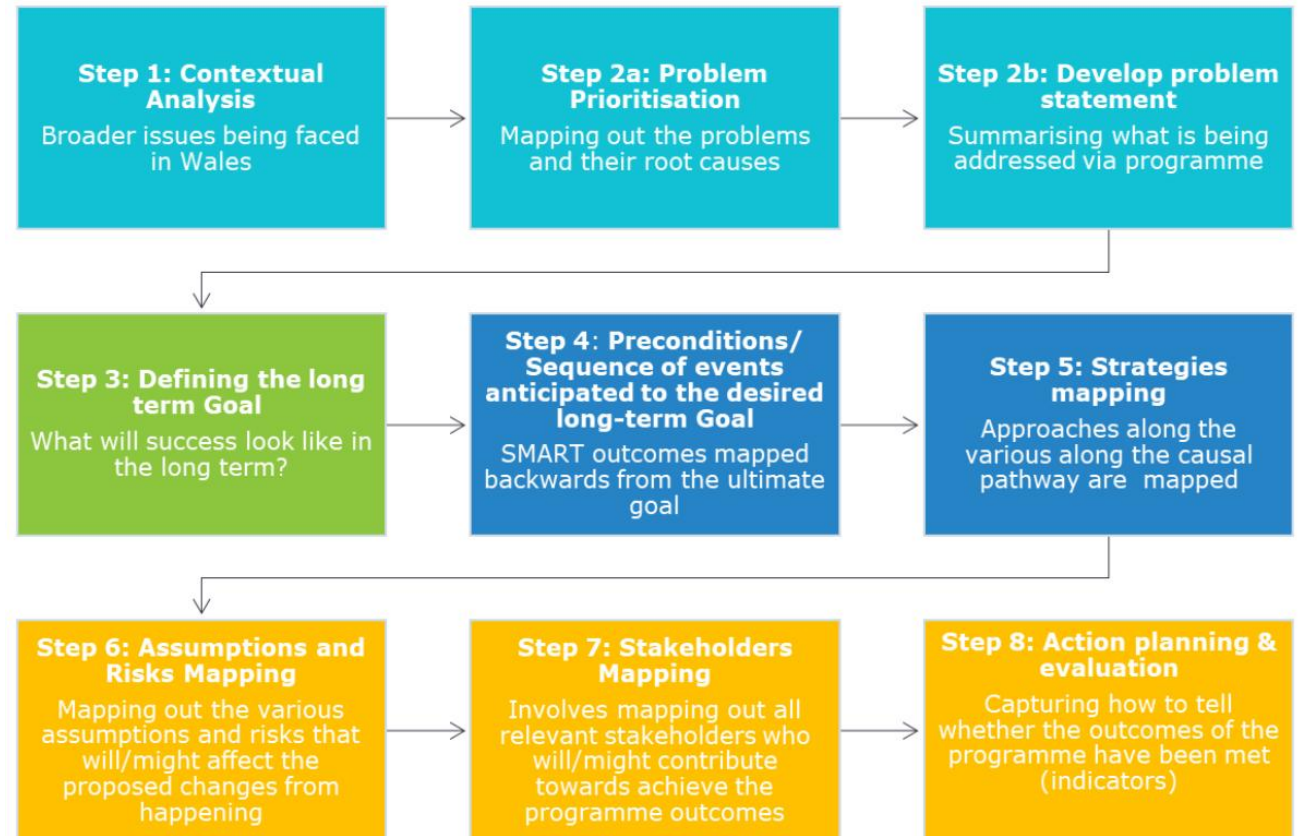 Step 1: Contextual
Analysis
Broader issues being faced
in Wales
Step 2a: Problem
Prioritisation
Mapping out the problems
and their root causes
Step 2b: Develop problem
statement
Summarising what is being
addressed via programme
Step 3: Defining the long
term Goal
What will success look like in
the long term?
Step 4: Preconditions/
Sequence of events
anticipated to the desired
long-term Goal
SMART outcomes mapped
backwards from the ultimate
goal
Step 5: Strategies
mapping
Approaches along the
various along the causal
pathway are mapped
Step 6: Assumptions and
Risks Mapping
Mapping out the various
assumptions and risks that
will/might affect the
proposed changes from
happening
Step 7: Stakeholders
Mapping
Involves mapping out all
relevant stakeholders who
will/might contribute
towards achieve the
programme outcomes
Step 8: Action planning &
evaluation
Capturing how to tell
whether the outcomes of the
programme have been met
(indicators)